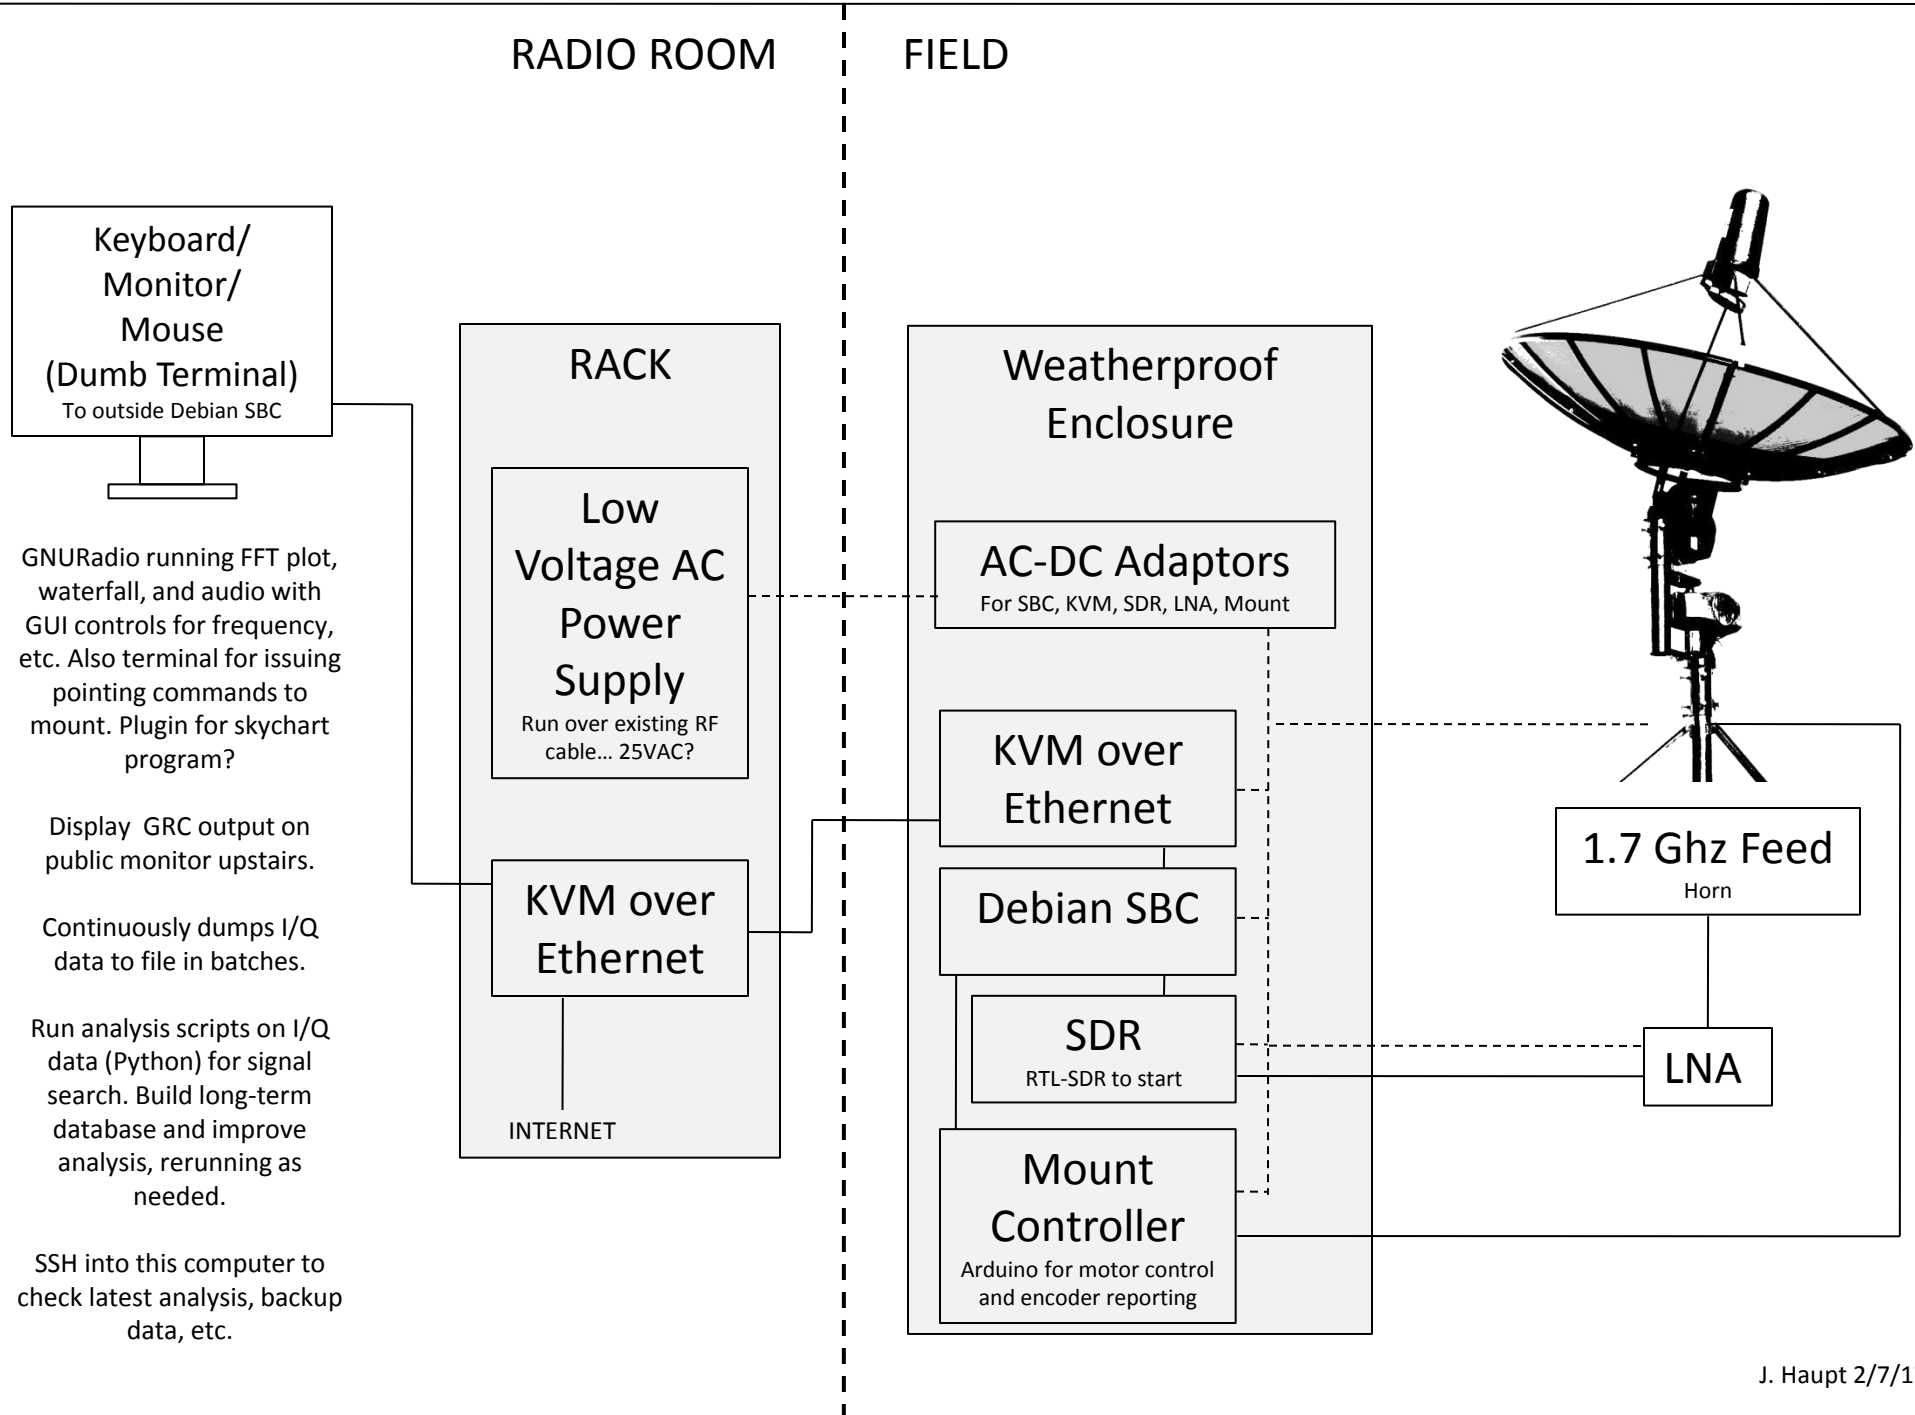 RADIO ROOM
FIELD
Keyboard/
Monitor/
Mouse
(Dumb Terminal)
To outside Debian SBC
GNURadio running FFT plot,
waterfall, and audio with
GUI controls for frequency,
etc. Also terminal for issuing
pointing commands to
mount. Plugin for skychart
program?
Display  GRC output on
public monitor upstairs.
Continuously dumps I/Q
data to file in batches.
Run analysis scripts on I/Q
data (Python) for signal
search. Build long-term
database and improve
analysis, rerunning as
needed.
SSH into this computer to
check latest analysis, backup
data, etc.
RACK
Low
Voltage AC
Power
Supply
Run over existing RF
cable… 25VAC?
KVM over
Ethernet
INTERNET
Weatherproof
Enclosure
AC-DC Adaptors
For SBC, KVM, SDR, LNA, Mount
KVM over
Ethernet
Debian SBC
SDR
RTL-SDR to start
Mount
Controller
Arduino for motor control
and encoder reporting
1.7 Ghz Feed
Horn
LNA
J. Haupt 2/7/1